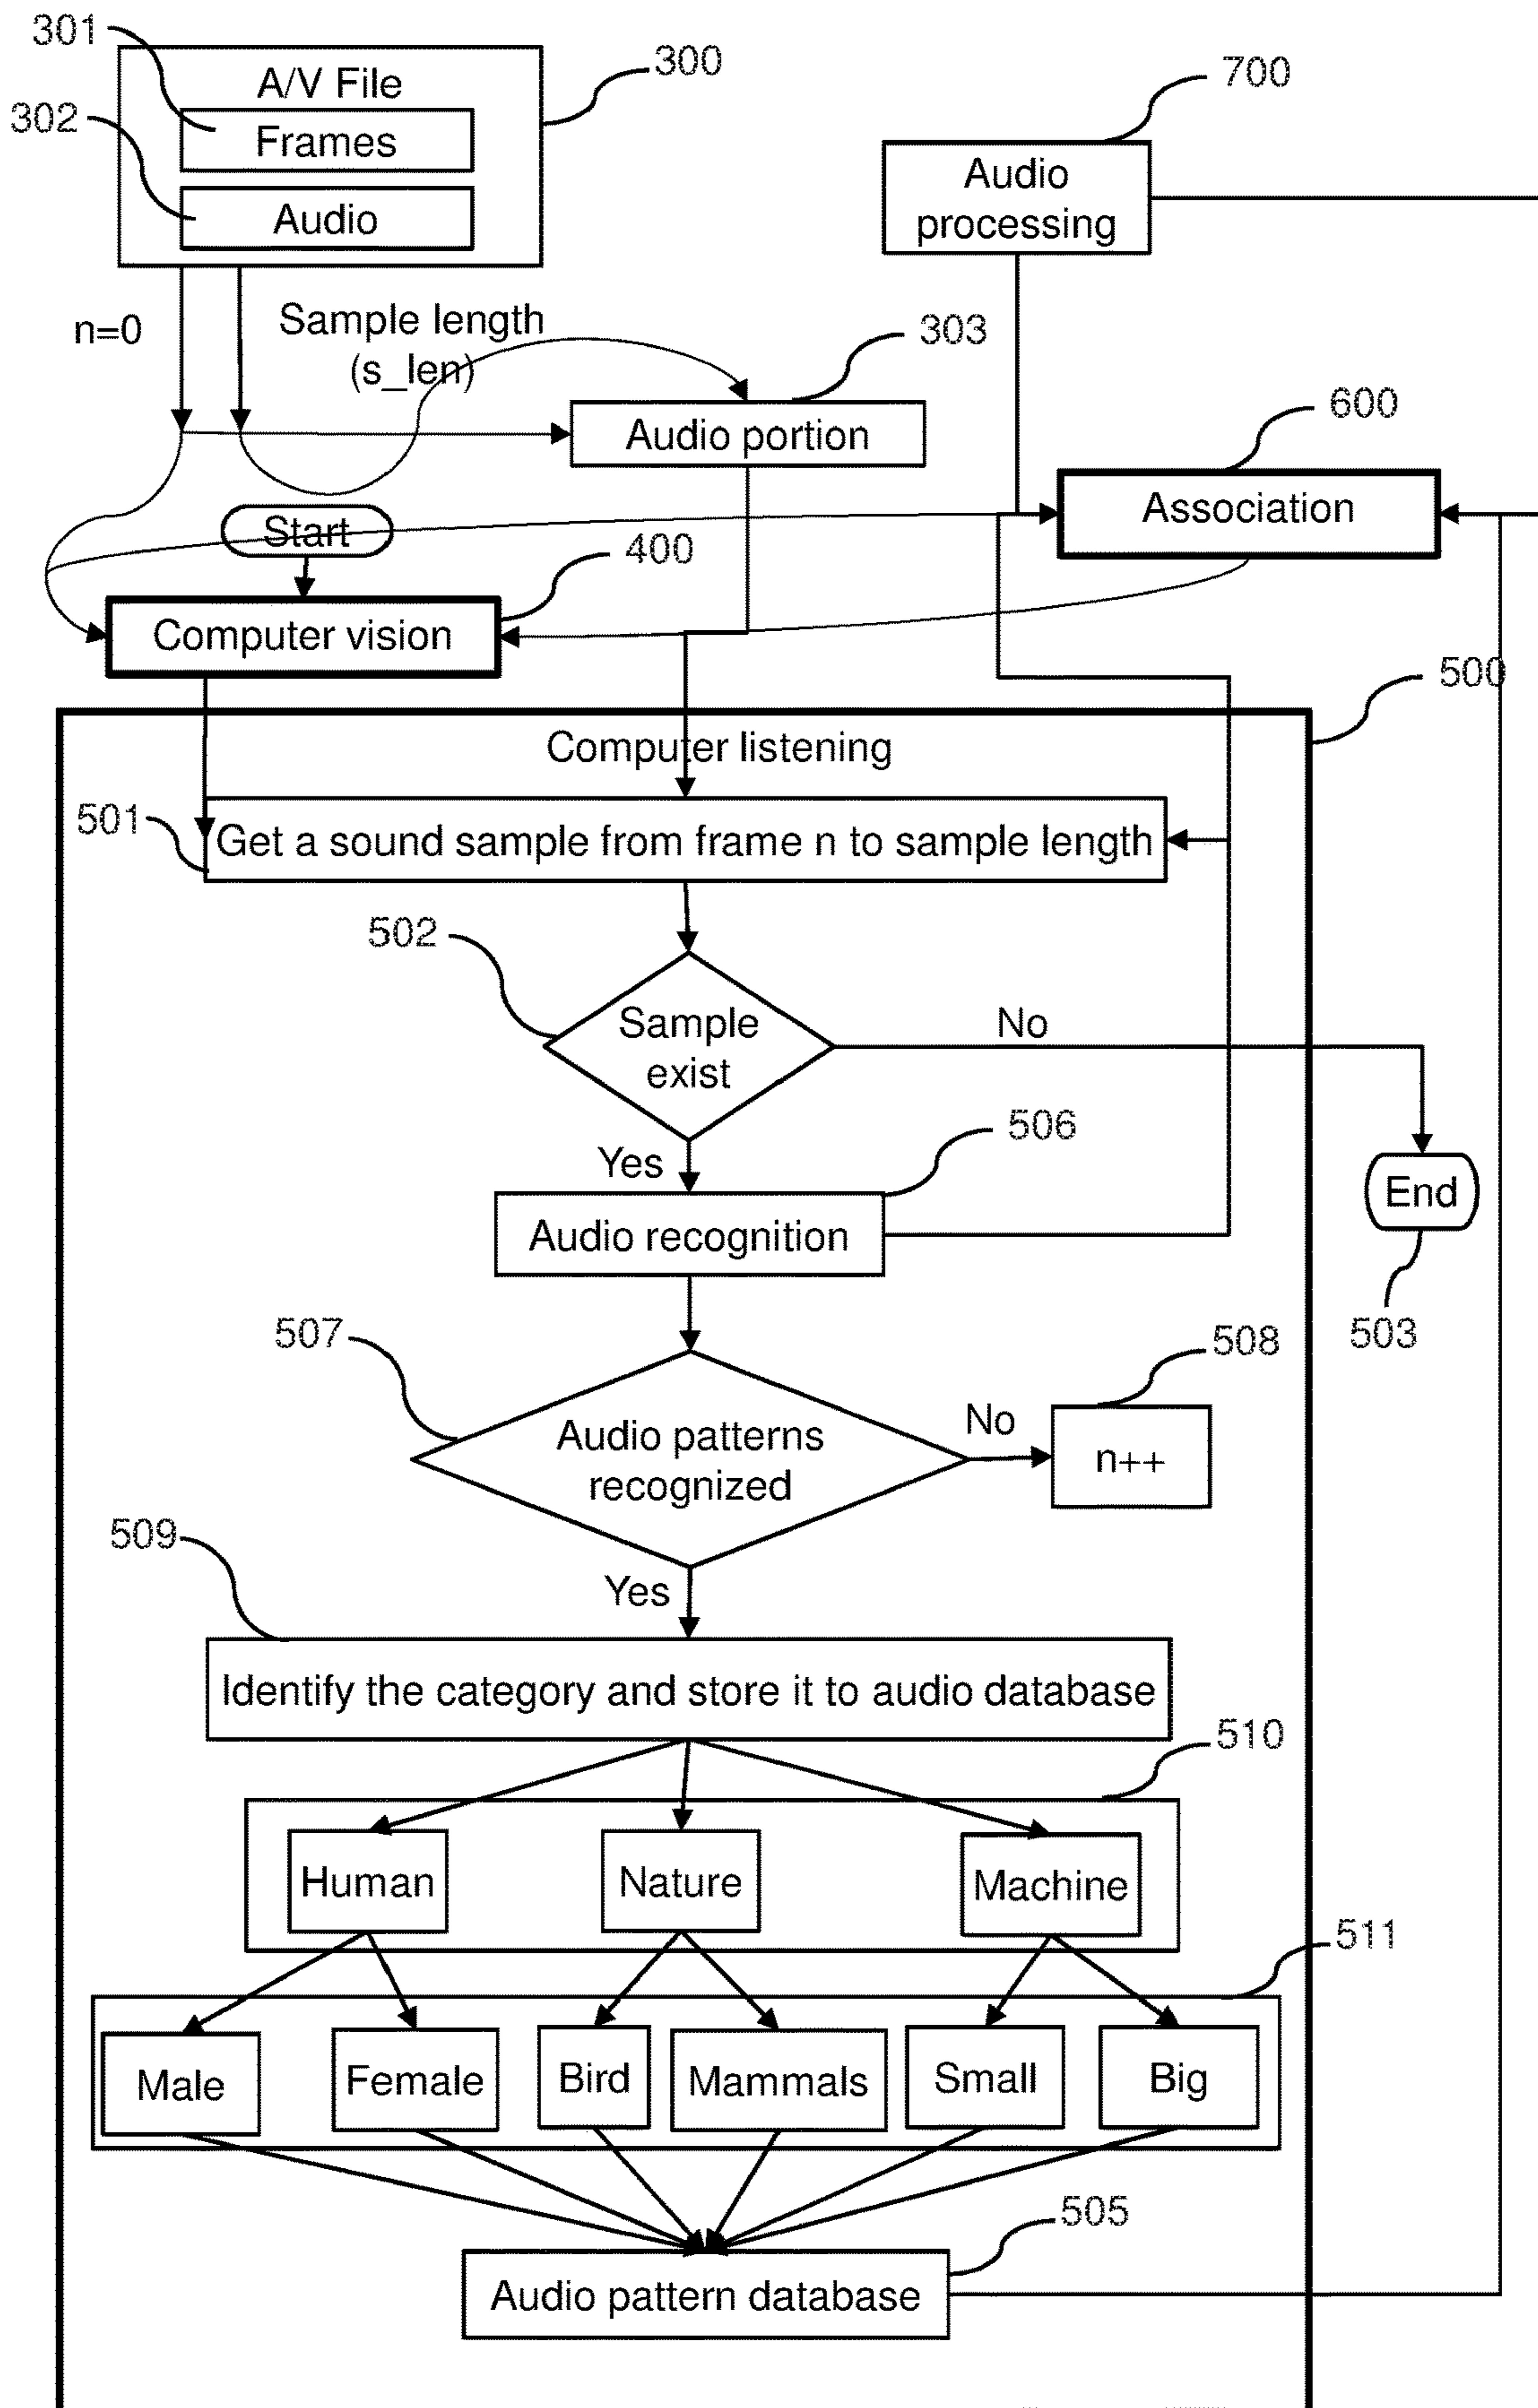 301
A/V File
300
302
Frames
Audio
700
Audio
processing
n=0
Sample length
(s_len)
303
Audio portion
600
Association
Start
400
Computer vision
500
Computer listening
501
Get a sound sample from frame n to sample length
502
Sample
exist
No
506
Yes
Audio recognition
End
503
507
508
Audio patterns
recognized
No
n++
509
Yes
Identify the category and store it to audio database
510
Human
Nature
Machine
511
Male
Female
Bird
Mammals
Small
Big
505
Audio pattern database